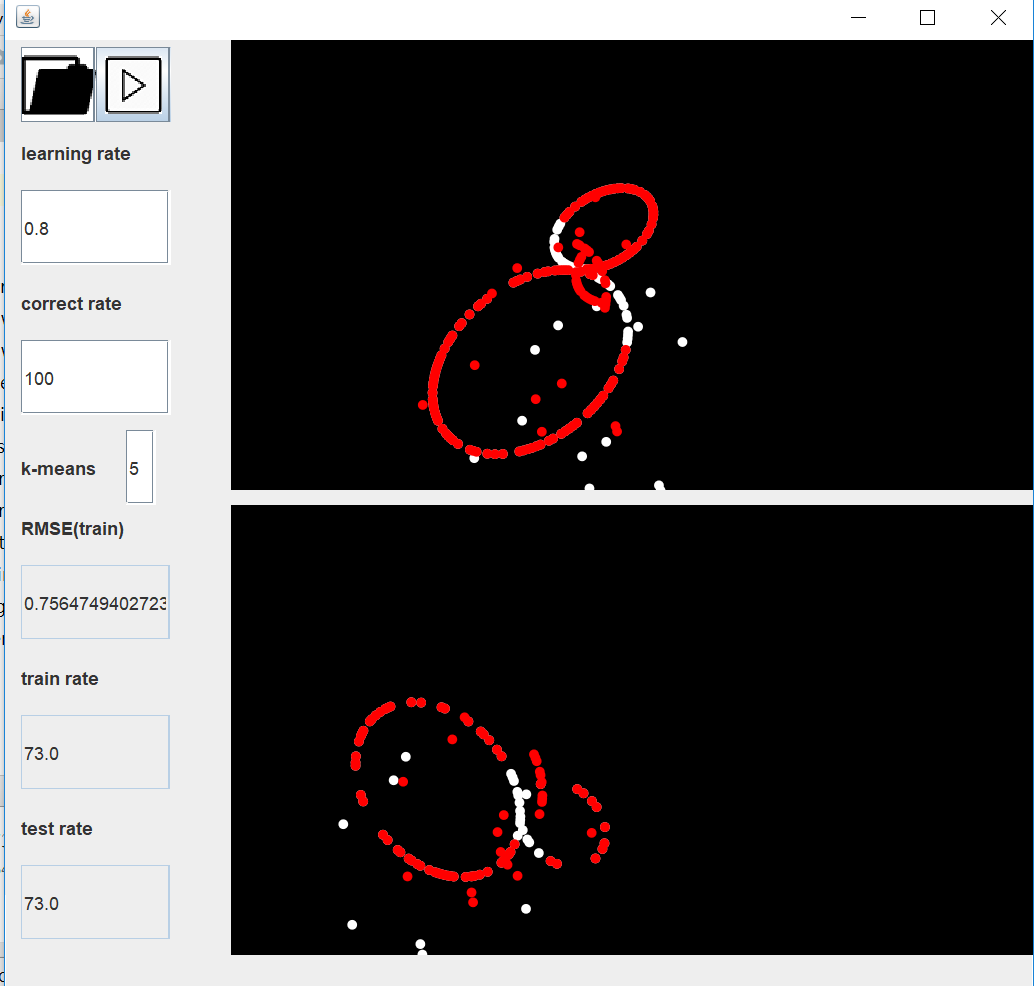 learning rate
0.8
correct rate
100
k-means 5
RMSE(train)
0.7564749402723
train rate
73.0
test rate
73.0